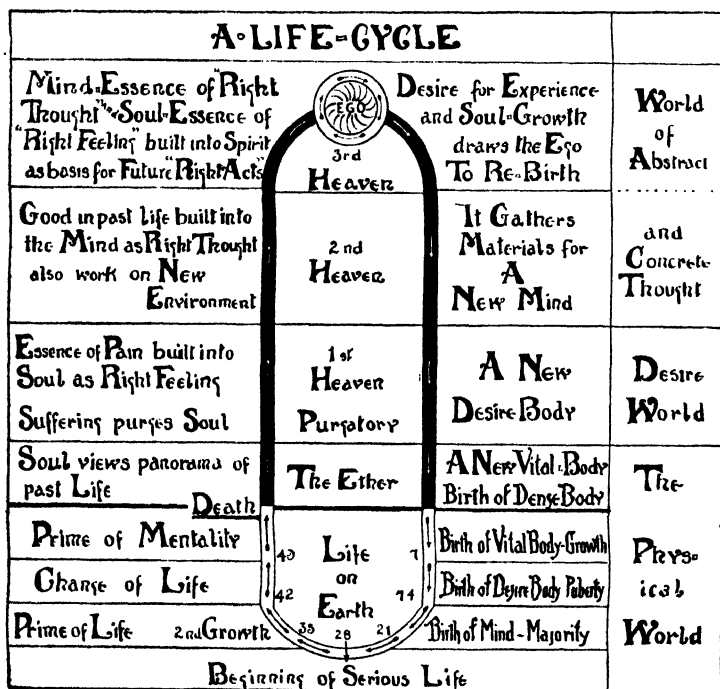 A LIFE-CYCLE
Mind-Essence of "Right
Thought" and Soul-Essence of
"Right Feeling" built into Spirit
as basis for Future "Right Acts"
EGO
3rd
Heaven
Desire for Experience
and Soul-Growth
draws the Ego
To Re-Birth
World
of
Abstract
Good in past life built into
the Mind as Right Thought
also work on New
Environment
2nd
Heaven
It Gathers
Materials for
A
New Mind
and
Concrete
Thought
Essence of Pain built into
Soul as Right Feeling
Suffering purges Soul
1st
Heaven
Purgatory
A New
Desire Body
Desire
World
Soul views panorama of
past Life
Death
The Ether
A New Vital-Body
Birth of Dense Body
The
Physical
World
Prime of Mentality
49
Life
on
Earth
7
Birth of Vital Body-Growth
Change of Life
42
14
Birth of Desire Body Puberty
Prime of Life 2nd Growth
35
28
21
Birth of Mind-Majority
Beginning of Serious Life